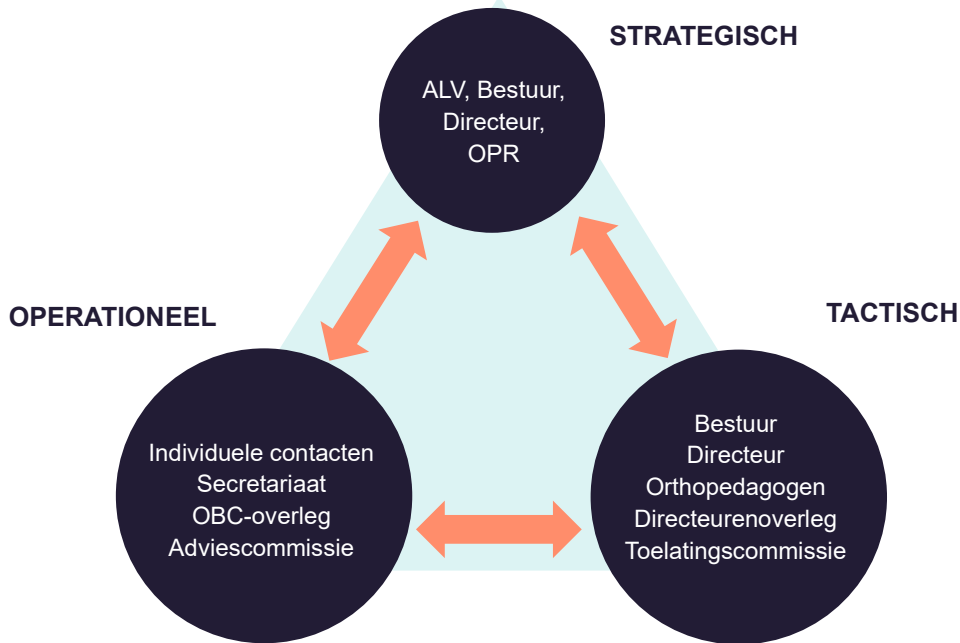 STRATEGISCH
ALV, Bestuur,
Directeur,
OPR
OPERATIONEEL
TACTISCH
Individuele contacten
Secretariaat
OBC-overleg
Adviescommissie
Bestuur
Directeur
Orthopedagogen
Directeurenoverleg
Toelatingscommissie